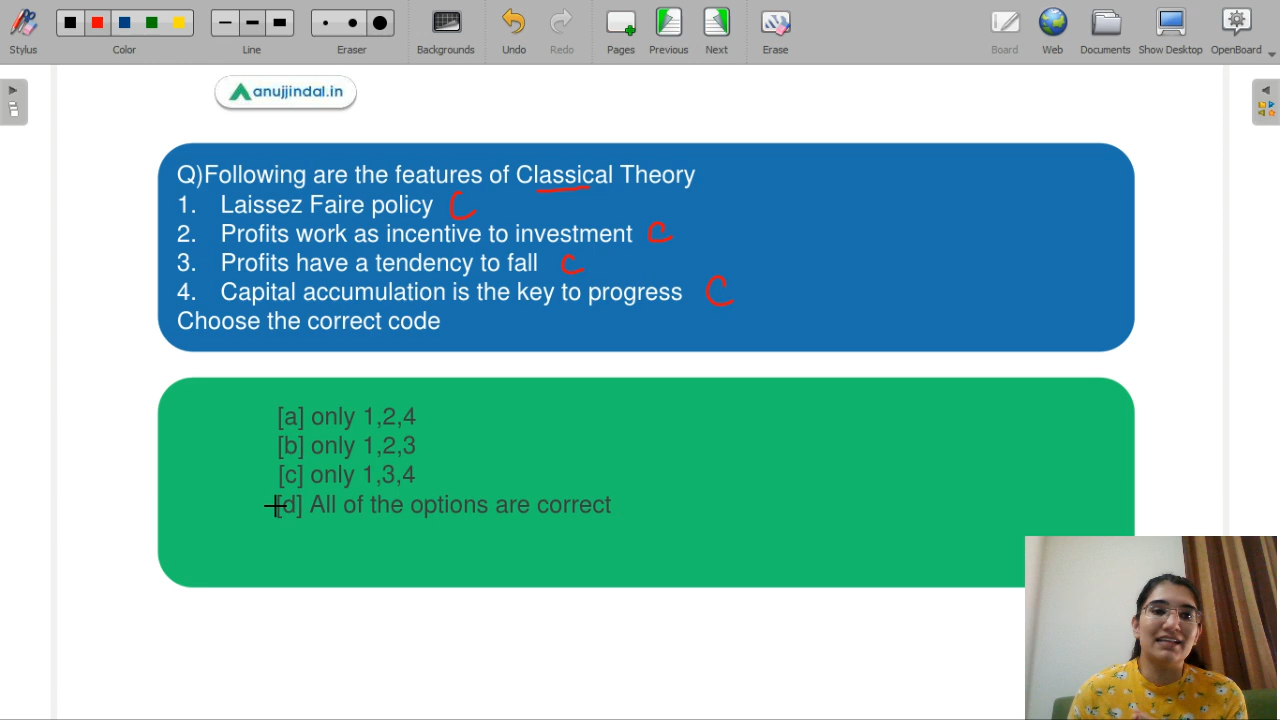 Stylus
Color
Line
Eraser
Backgrounds
Undo
Redo
Pages
Previous
Next
Erase
Board
Web
Documents
Show Desktop
OpenBoard
anujjindal.in
Q)Following are the features of Classical Theory
1. Laissez Faire policy C
2. Profits work as incentive to investment C
3. Profits have a tendency to fall C
4. Capital accumulation is the key to progress C
Choose the correct code
[a] only 1,2,4
[b] only 1,2,3
[c] only 1,3,4
[d] All of the options are correct